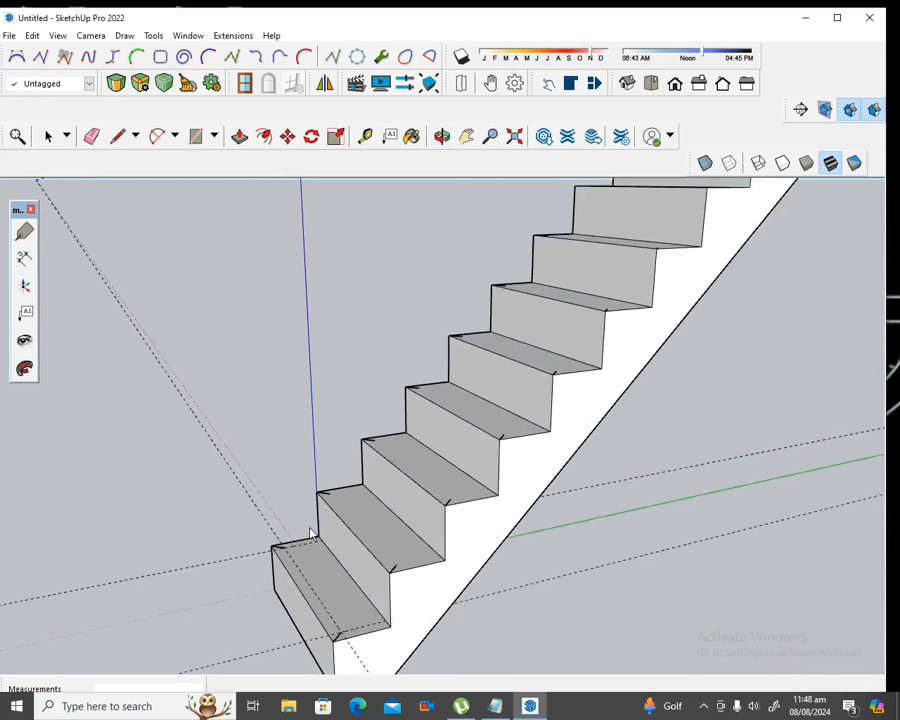 Untitled - SketchUp Pro 2022
File Edit View Camera Draw Tools Window Extensions Help
J F M A M J J A S O N D 06:43 AM Noon 04:45 PM
Untagged
m...
A1
Activate Windows
Go to Settings to activate Windows.
Measurements
Type here to search
Golf
11:48 am
08/08/2024
3